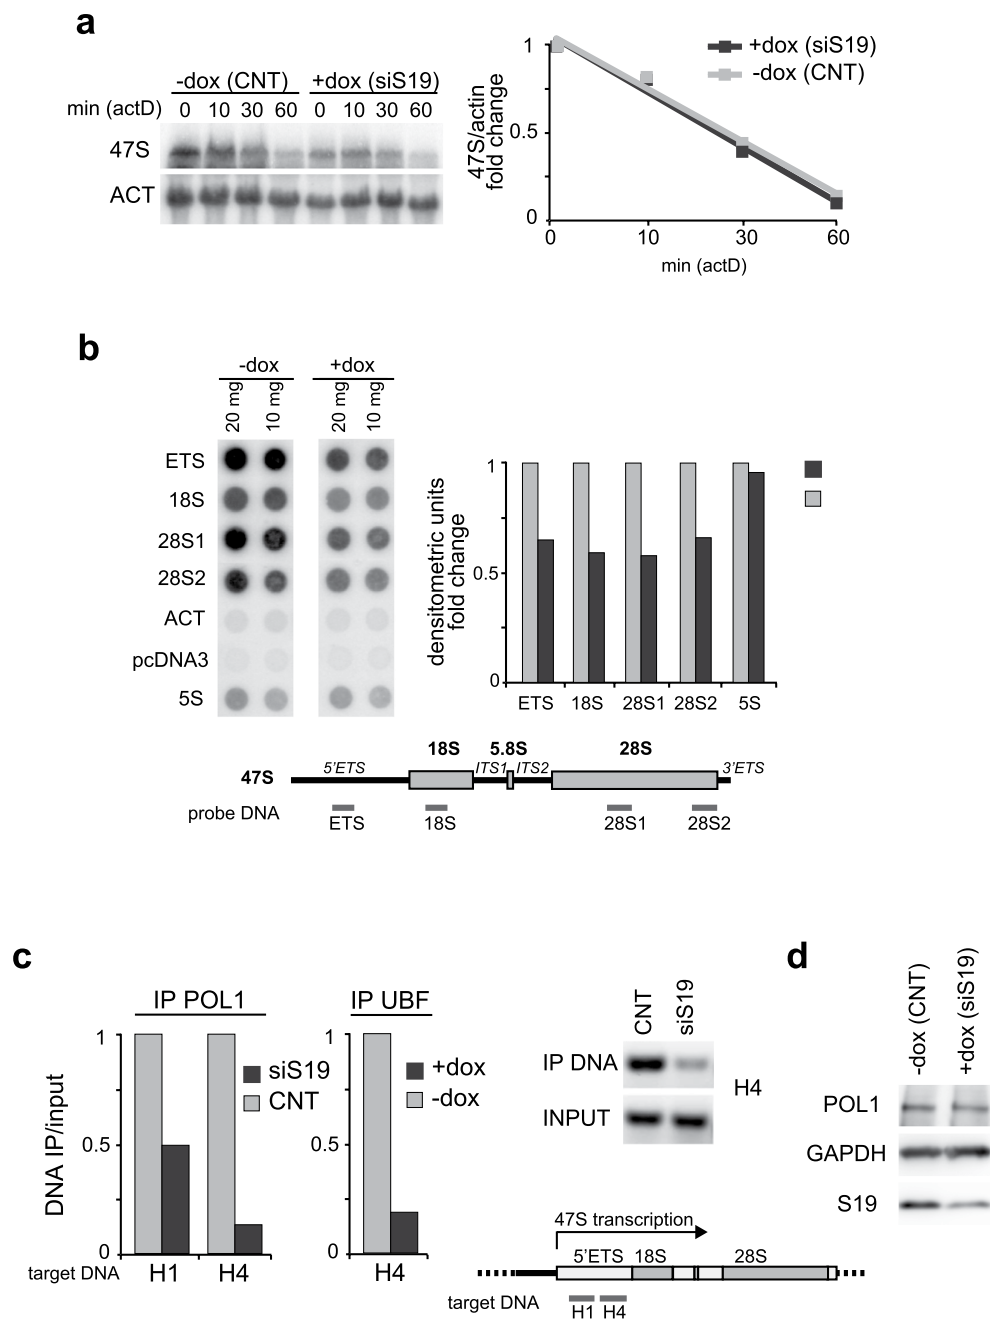 a
-dox (CNT) +dox (siS19)
min (actD) 0 10 30 60 0 10 30 60
47S
ACT
47S/actin
fold change
1
0.5
0
0 10 30 60
min (actD)
+dox (siS19)
-dox (CNT)
b
-dox +dox
20 mg 10 mg 20 mg 10 mg
ETS
18S
28S1
28S2
ACT
pcDNA3
5S
densitometric units
fold change
1
0.5
0
ETS 18S 28S1 28S2 5S
18S 5.8S 28S
47S 5'ETS ITS1 ITS2 3'ETS
probe DNA
ETS 18S 28S1 28S2
c
IP POL1
DNA IP/input
1
0.5
0
siS19
CNT
target DNA H1 H4
IP UBF
1
0.5
0
+dox
-dox
H4
CNT siS19
IP DNA
INPUT
H4
47S transcription
5'ETS 18S 28S
target DNA
H1 H4
d
-dox (CNT) +dox (siS19)
POL1
GAPDH
S19